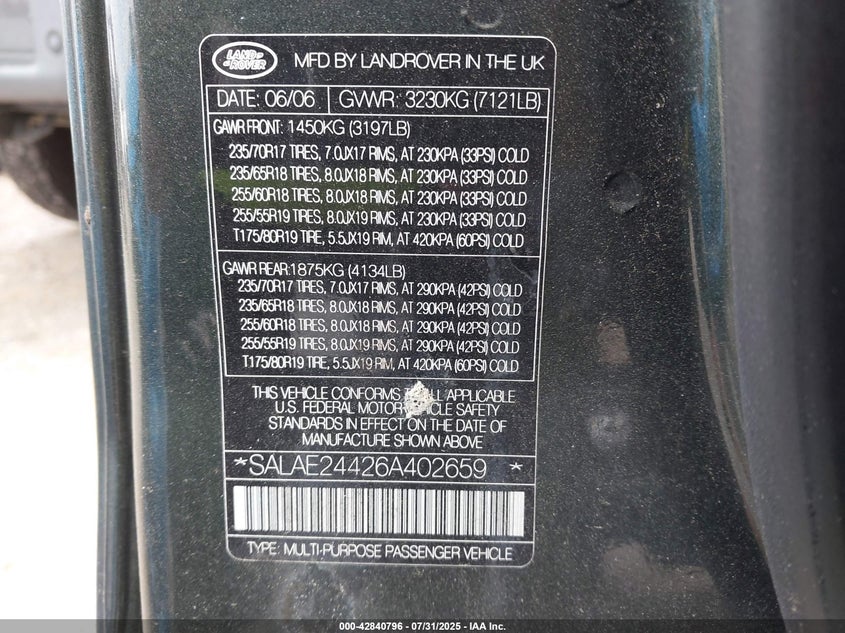 LAND ROVER
MFD BY LANDROVER IN THE UK
DATE: 06/06 GVWR: 3230KG (7121LB)
GAWR FRONT: 1450KG (3197LB)
235/70R17 TIRES, 7.0JX17 RIMS, AT 230KPA (33PSI) COLD
235/65R18 TIRES, 8.0JX18 RIMS, AT 230KPA (33PSI) COLD
255/60R18 TIRES, 8.0JX18 RIMS, AT 230KPA (33PSI) COLD
255/55R19 TIRES, 8.0JX19 RIMS, AT 230KPA (33PSI) COLD
T175/80R19 TIRE, 5.5JX19 RIM, AT 420KPA (60PSI) COLD
GAWR REAR: 1875KG (4134LB)
235/70R17 TIRES, 7.0JX17 RIMS, AT 290KPA (42PSI) COLD
235/65R18 TIRES, 8.0JX18 RIMS, AT 290KPA (42PSI) COLD
255/60R18 TIRES, 8.0JX18 RIMS, AT 290KPA (42PSI) COLD
255/55R19 TIRES, 8.0JX19 RIMS, AT 290KPA (42PSI) COLD
T175/80R19 TIRE, 5.5JX19 RIM, AT 420KPA (60PSI) COLD
THIS VEHICLE CONFORMS TO ALL APPLICABLE
U.S. FEDERAL MOTOR VEHICLE SAFETY
STANDARDS IN EFFECT ON THE DATE OF
MANUFACTURE SHOWN ABOVE
*SALAE24426A402659 *
TYPE: MULTI-PURPOSE PASSENGER VEHICLE
000-42840796 - 07/31/2025 - IAA Inc.